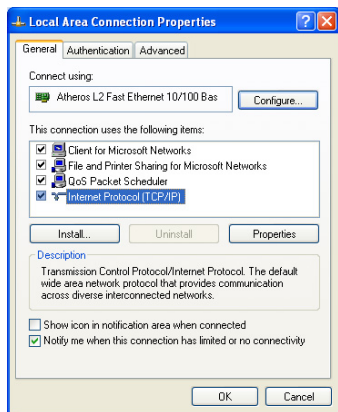 Local Area Connection Properties
General Authentication Advanced
Connect using:
Atheros L2 Fast Ethernet 10/100 Bas Configure...
This connection uses the following items:
Client for Microsoft Networks
File and Printer Sharing for Microsoft Networks
QoS Packet Scheduler
Internet Protocol (TCP/IP)
Install... Uninstall Properties
Description
Transmission Control Protocol/Internet Protocol. The default
wide area network protocol that provides communication
across diverse interconnected networks.
Show icon in notification area when connected
Notify me when this connection has limited or no connectivity
OK Cancel